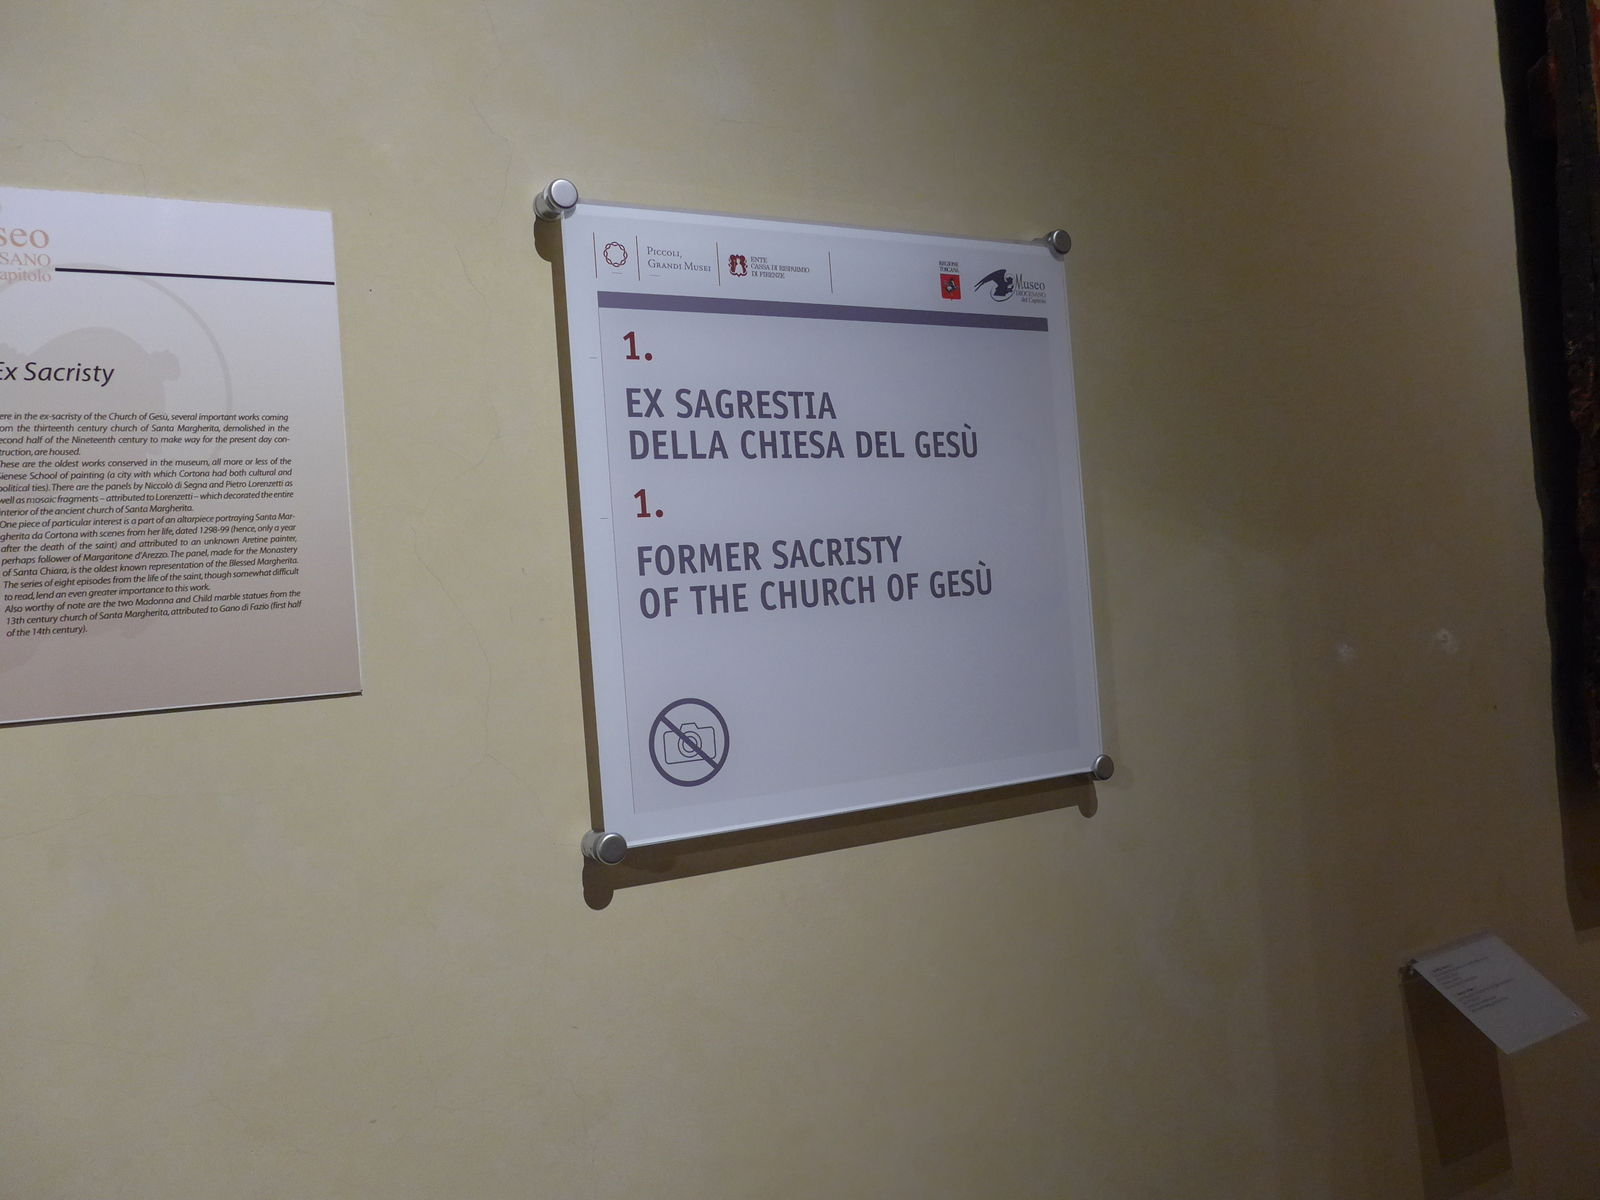 seo
SANO
apitolo
Ex Sacristy
ere in the ex-sacristy of the Church of Gesù, several important works coming
om the thirteenth century church of Santa Margherita, demolished in the
econd half of the Nineteenth century to make way for the present day con-
truction, are housed.
hese are the oldest works conserved in the museum, all more or less of the
Sienese School of painting (a city with which Cortona had both cultural and
political ties). There are the panels by Niccolò di Segna and Pietro Lorenzetti as
well as mosaic fragments – attributed to Lorenzetti – which decorated the entire
interior of the ancient church of Santa Margherita.
One piece of particular interest is a part of an altarpiece portraying Santa Mar-
gherita da Cortona with scenes from her life, dated 1298-99 (hence, only a year
after the death of the saint) and attributed to an unknown Aretine painter,
perhaps follower of Margaritone d'Arezzo. The panel, made for the Monastery
of Santa Chiara, is the oldest known representation of the Blessed Margherita.
The series of eight episodes from the life of the saint, though somewhat difficult
to read, lend an even greater importance to this work.
Also worthy of note are the two Madonna and Child marble statues from the
13th century church of Santa Margherita, attributed to Gano di Fazio (first half
of the 14th century).
PICCOLI,
GRANDI MUSEI
ENTE
CASSA DI RISPARMIO
DI FIRENZE
REGIONE
TOSCANA
Museo
DIOCESANO
del Capitolo
1.
EX SAGRESTIA
DELLA CHIESA DEL GESÙ
1.
FORMER SACRISTY
OF THE CHURCH OF GESÙ